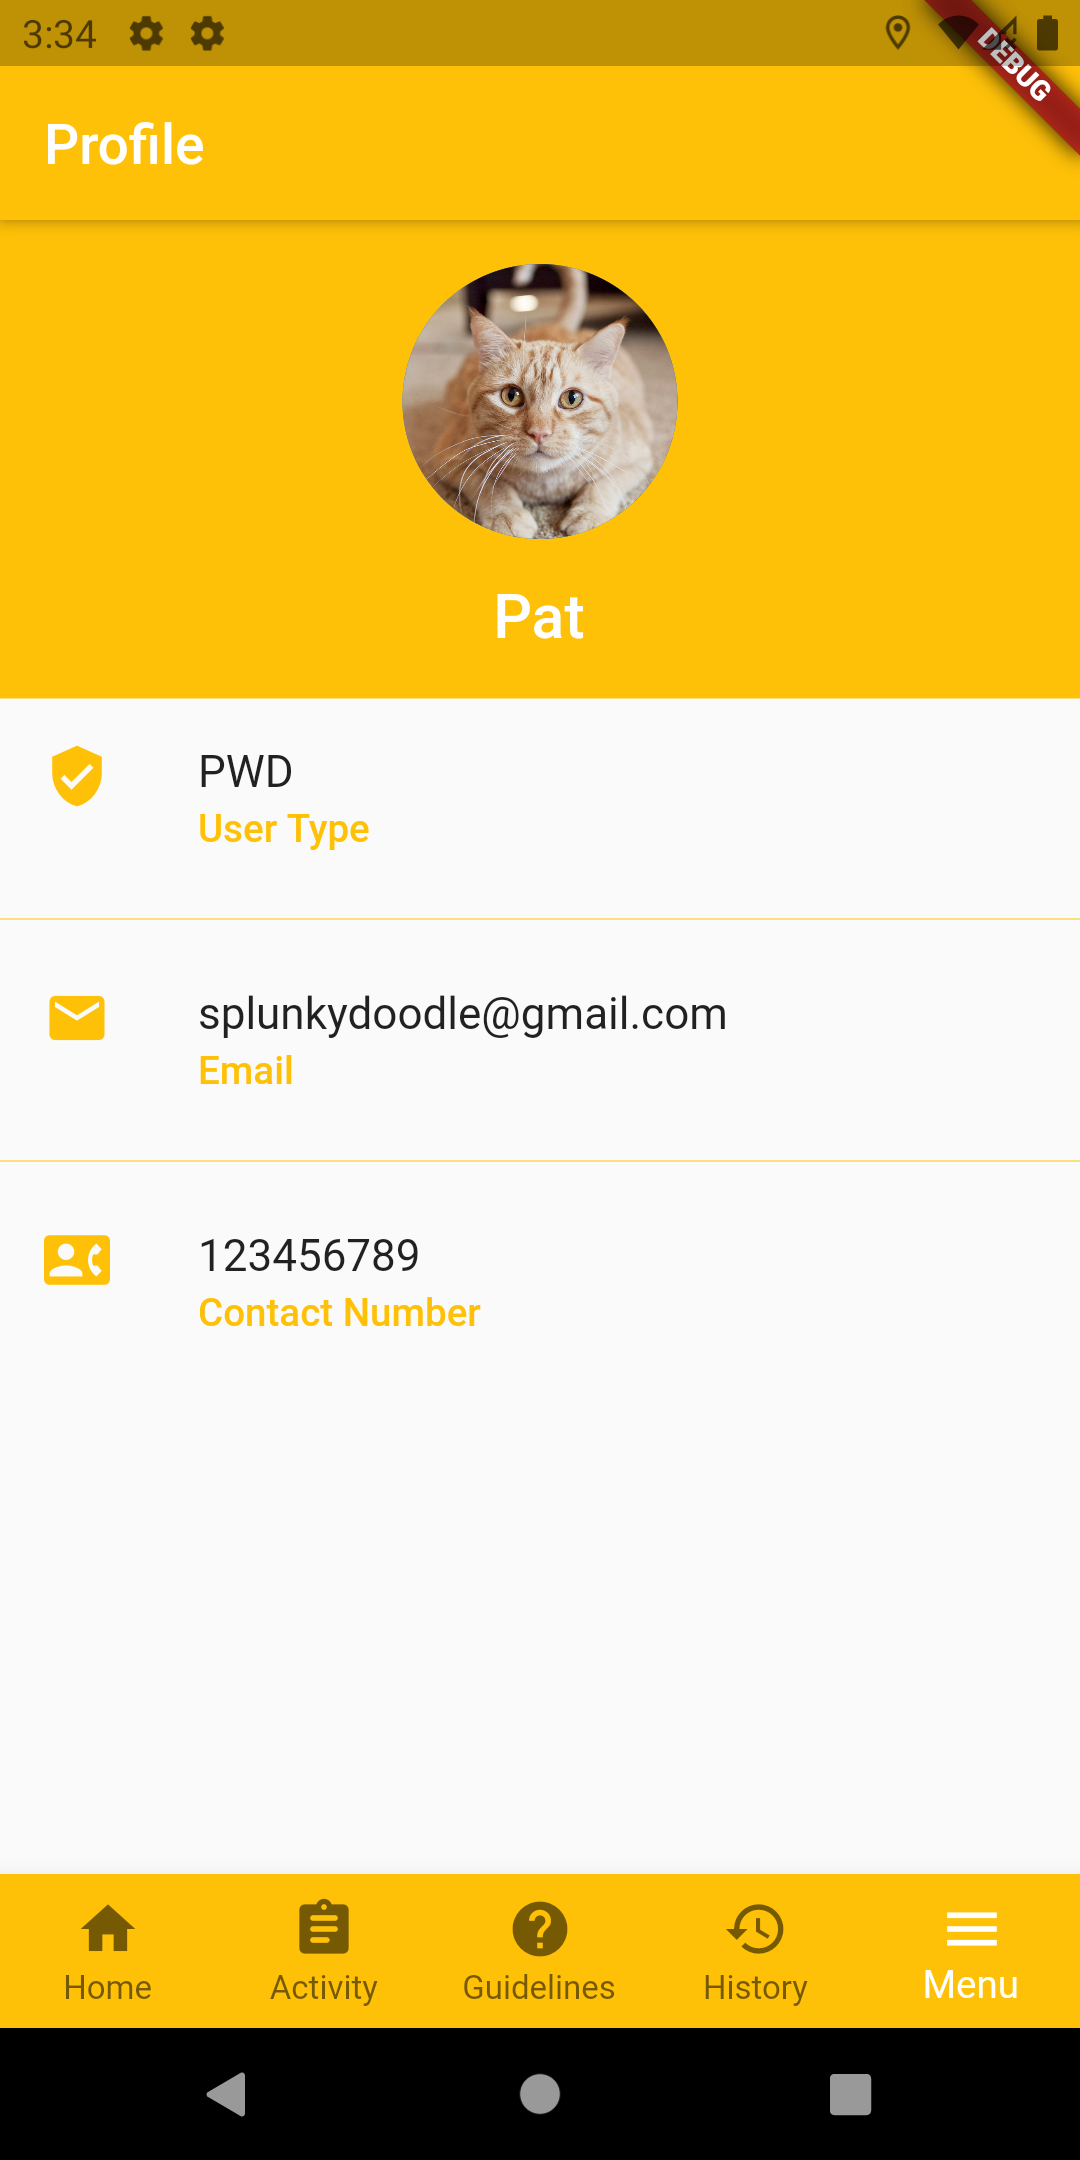 3:34
DEBUG
Profile
Pat
PWD
User Type
splunkydoodle@gmail.com
Email
123456789
Contact Number
Home
Activity
Guidelines
History
Menu